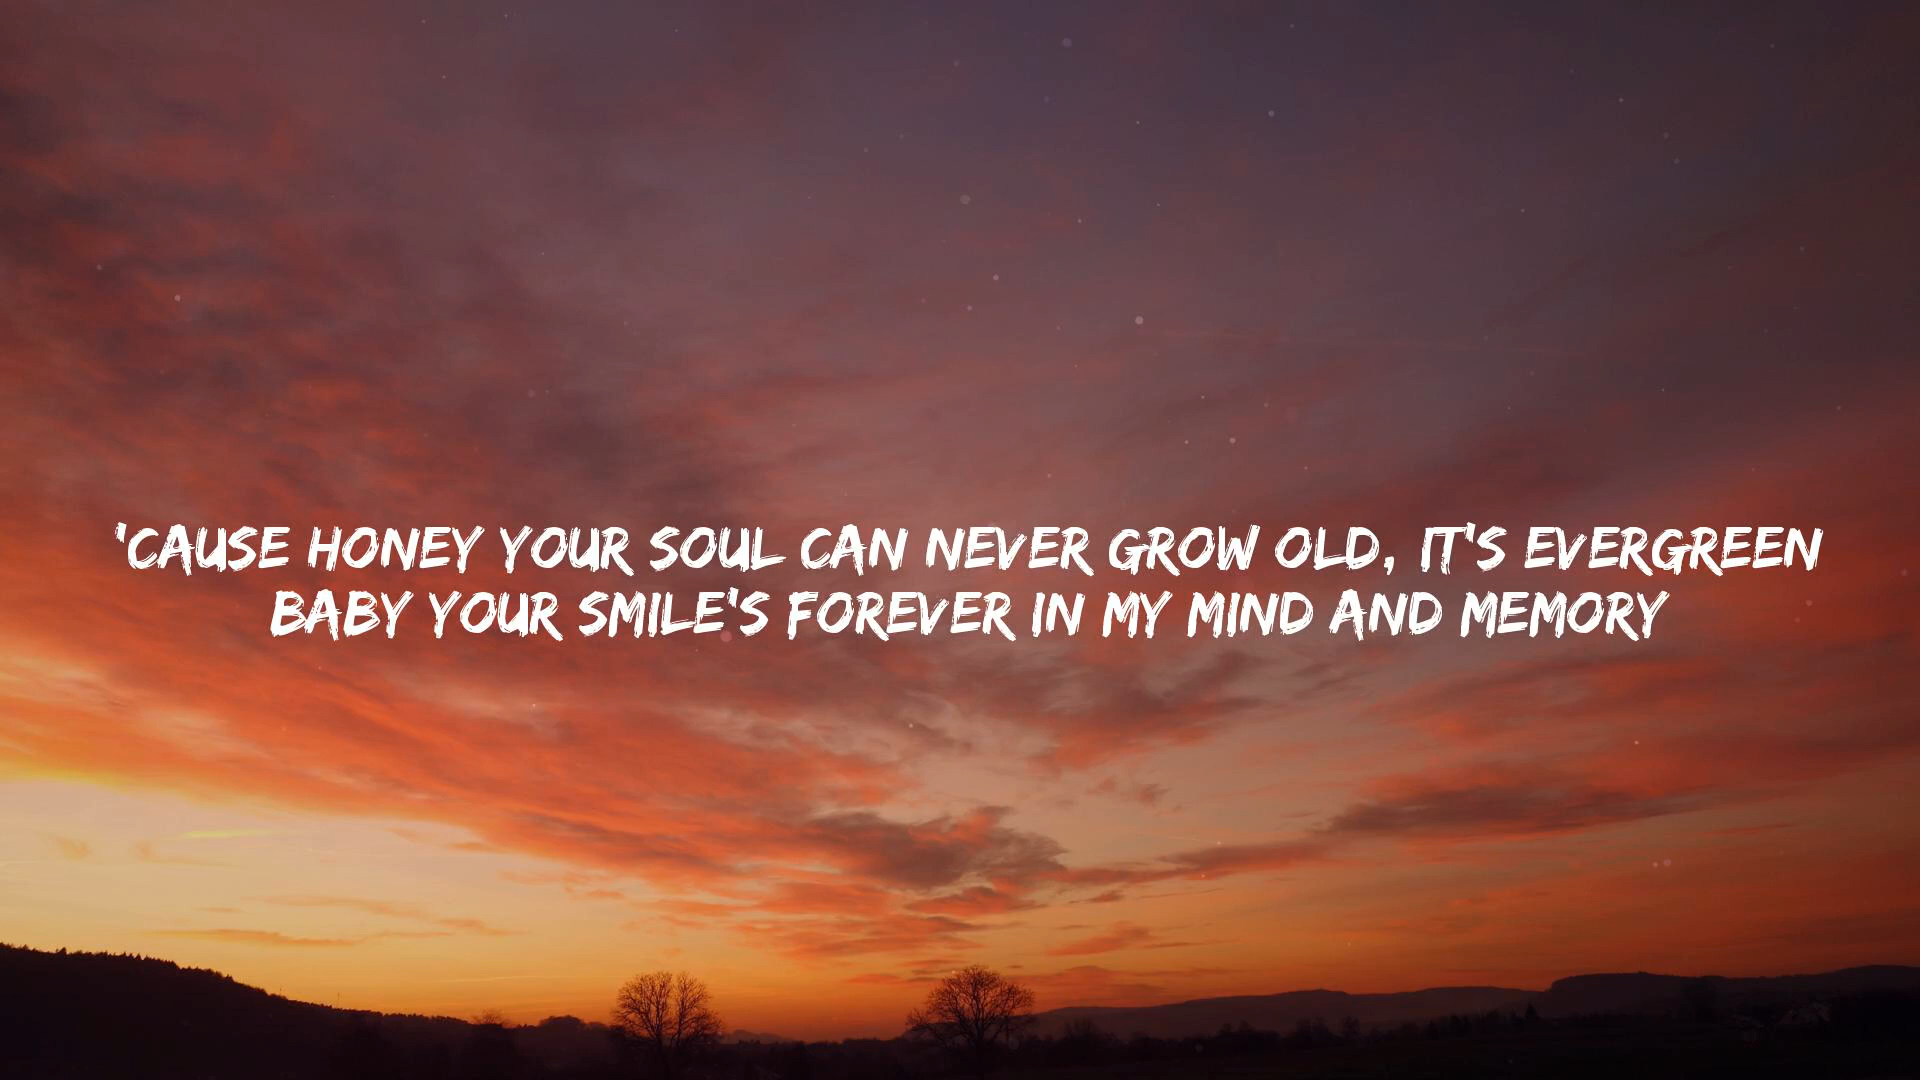 'CAUSE HONEY YOUR SOUL CAN NEVER GROW OLD, IT'S EVERGREEN
BABY YOUR SMILE'S FOREVER IN MY MIND AND MEMORY